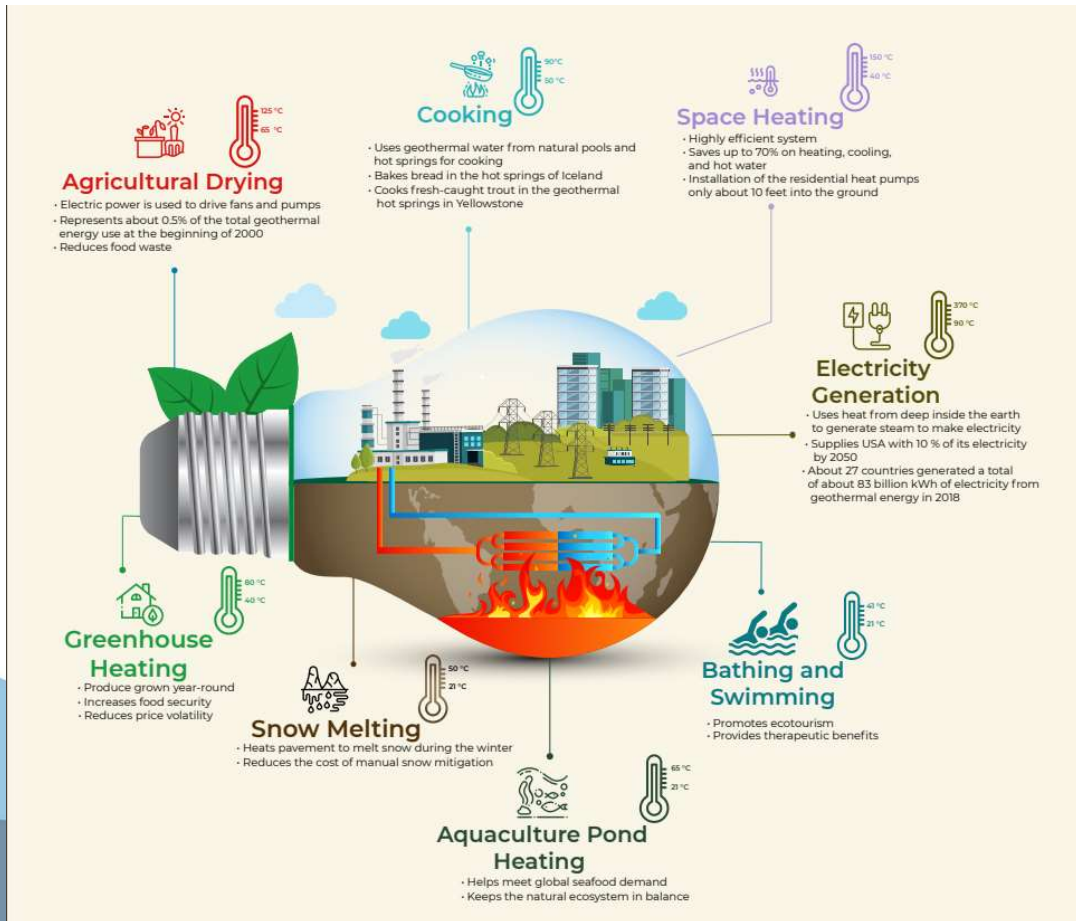 90°C
50 °C
Cooking
• Uses geothermal water from natural pools and
hot springs for cooking
• Bakes bread in the hot springs of Iceland
• Cooks fresh-caught trout in the geothermal
hot springs in Yellowstone
150 °C
40 °C
Space Heating
• Highly efficient system
• Saves up to 70% on heating, cooling,
and hot water
• Installation of the residential heat pumps
only about 10 feet into the ground
125 °C
65 °C
Agricultural Drying
• Electric power is used to drive fans and pumps
• Represents about 0.5% of the total geothermal
energy use at the beginning of 2000
• Reduces food waste
370 °C
90 °C
Electricity
Generation
• Uses heat from deep inside the earth
to generate steam to make electricity
• Supplies USA with 10 % of its electricity
by 2050
• About 27 countries generated a total
of about 83 billion kWh of electricity from
geothermal energy in 2018
80 °C
40 °C
Greenhouse
Heating
• Produce grown year-round
• Increases food security
• Reduces price volatility
50 °C
21 °C
Snow Melting
• Heats pavement to melt snow during the winter
• Reduces the cost of manual snow mitigation
41 °C
21 °C
Bathing and
Swimming
• Promotes ecotourism
• Provides therapeutic benefits
65 °C
21 °C
Aquaculture Pond
Heating
• Helps meet global seafood demand
• Keeps the natural ecosystem in balance